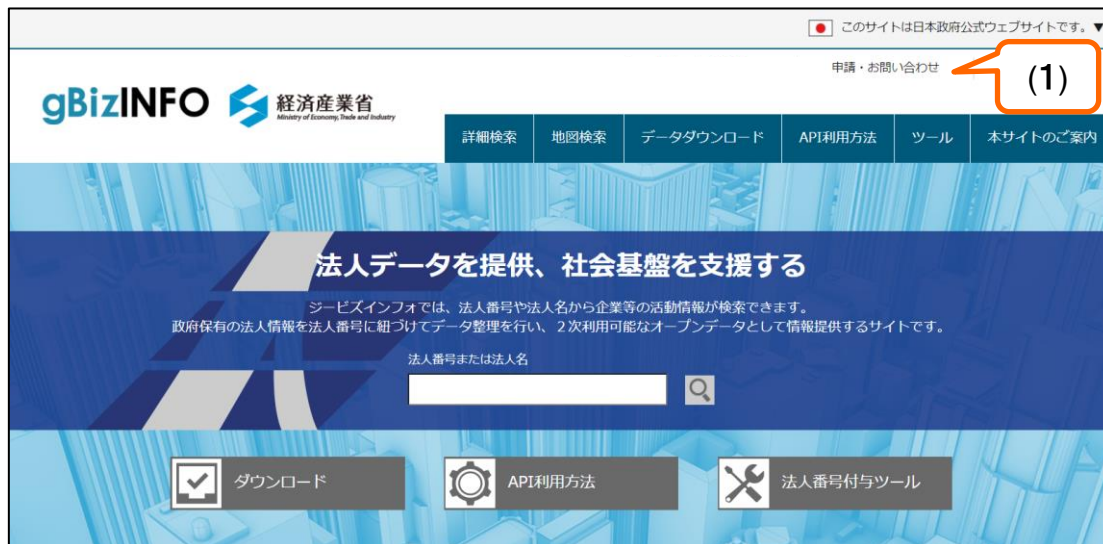 このサイトは日本政府公式ウェブサイトです。▼
申請・お問い合わせ
(1)
gBizINFO
経済産業省
Ministry of Economy, Trade and Industry
詳細検索
地図検索
データダウンロード
API利用方法
ツール
本サイトのご案内
法人データを提供、社会基盤を支援する
ジービズインフォでは、法人番号や法人名から企業等の活動情報が検索できます。
政府保有の法人情報を法人番号に紐づけてデータ整理を行い、２次利用可能なオープンデータとして情報提供するサイトです。
法人番号または法人名
ダウンロード
API利用方法
法人番号付与ツール